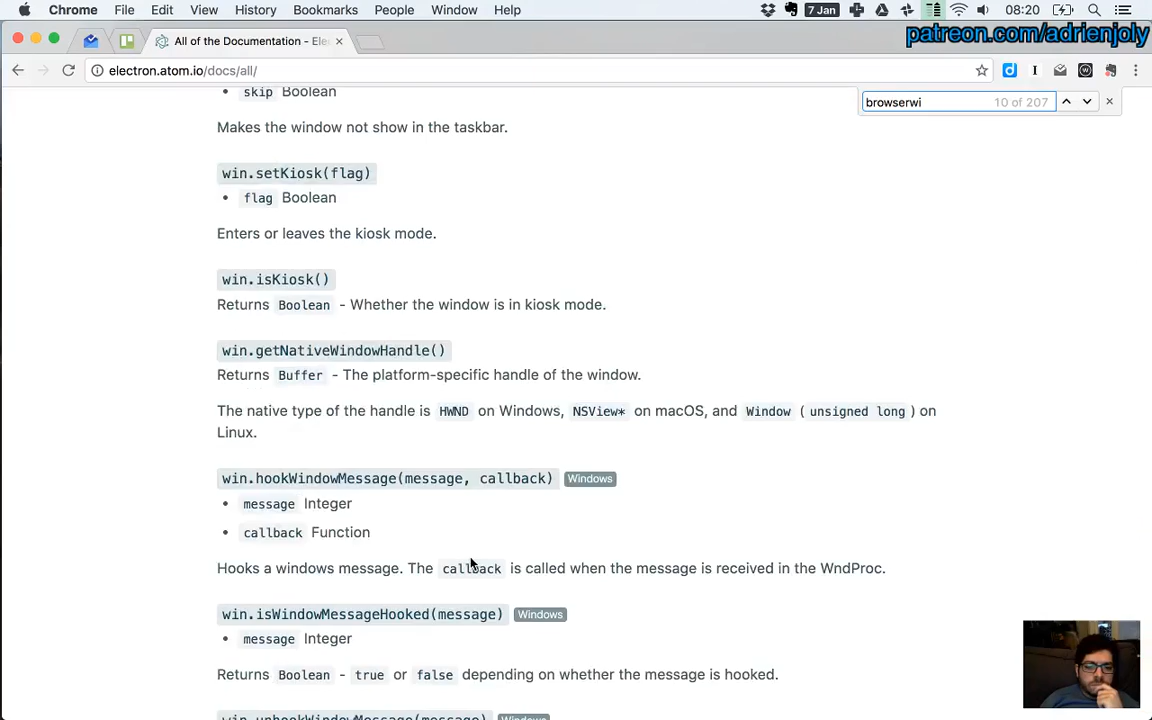 Chrome File Edit View History Bookmarks People Window Help 7 Jan 08:20
patreon.com/adrienjoly
All of the Documentation - Ele
electron.atom.io/docs/all/
browserwi 10 of 207
skip Boolean
Makes the window not show in the taskbar.
win.setKiosk(flag)
flag Boolean
Enters or leaves the kiosk mode.
win.isKiosk()
Returns Boolean - Whether the window is in kiosk mode.
win.getNativeWindowHandle()
Returns Buffer - The platform-specific handle of the window.
The native type of the handle is HWND on Windows, NSView* on macOS, and Window ( unsigned long ) on
Linux.
win.hookWindowMessage(message, callback) Windows
message Integer
callback Function
Hooks a windows message. The callback is called when the message is received in the WndProc.
win.isWindowMessageHooked(message) Windows
message Integer
Returns Boolean - true or false depending on whether the message is hooked.
win.unhookWindowMessage(message) Windows